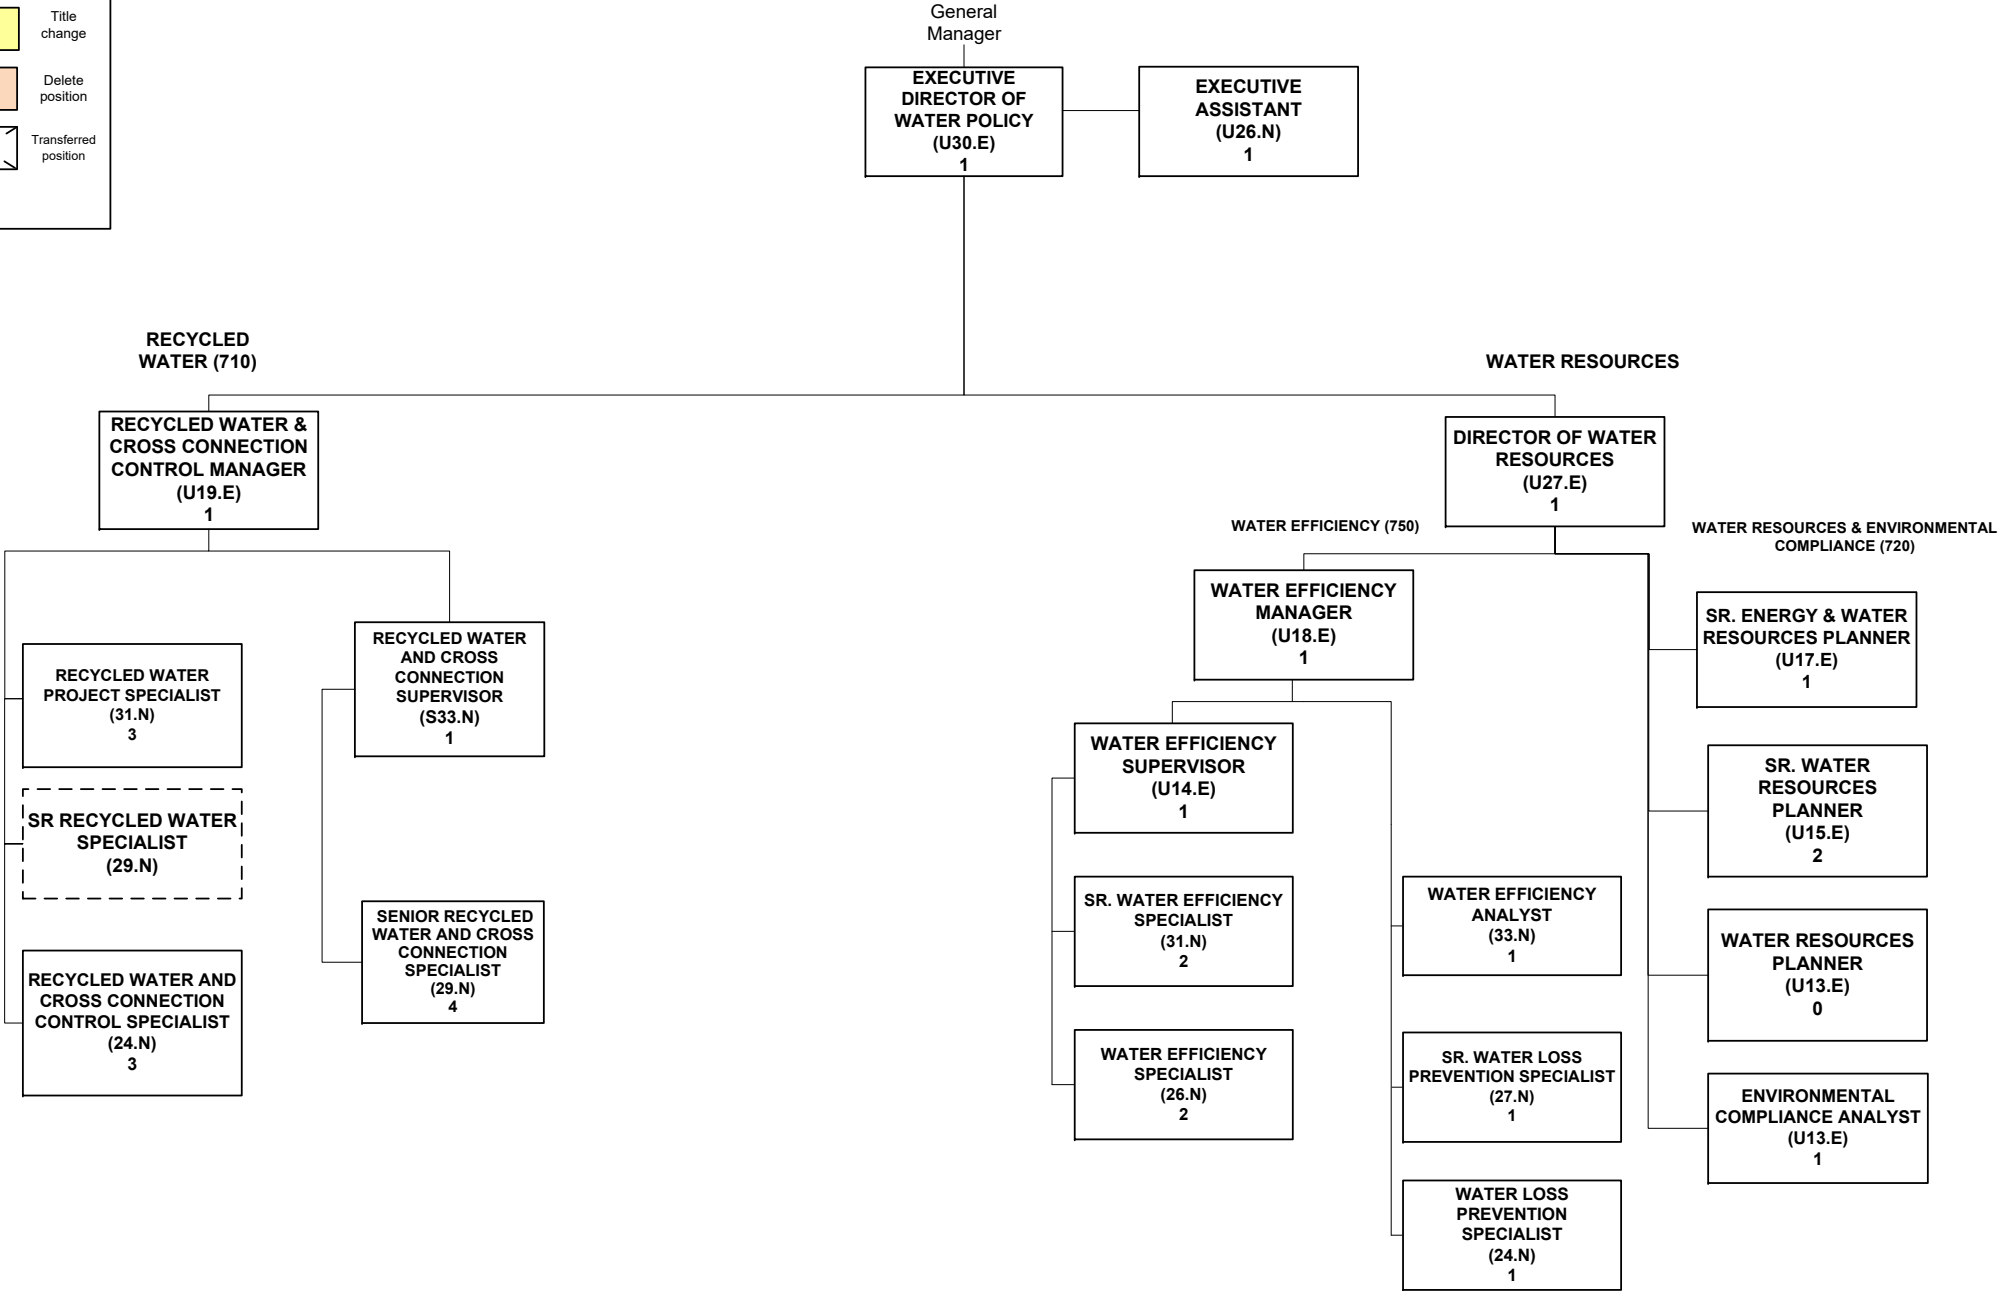 Title
change
Delete
position
Transferred
position
General
Manager
EXECUTIVE
DIRECTOR OF
WATER POLICY
(U30.E)
1
EXECUTIVE
ASSISTANT
(U26.N)
1
RECYCLED
WATER (710)
WATER RESOURCES
RECYCLED WATER &
CROSS CONNECTION
CONTROL MANAGER
(U19.E)
1
DIRECTOR OF WATER
RESOURCES
(U27.E)
1
WATER EFFICIENCY (750)
WATER RESOURCES & ENVIRONMENTAL
COMPLIANCE (720)
RECYCLED WATER
PROJECT SPECIALIST
(31.N)
3
SR RECYCLED WATER
SPECIALIST
(29.N)
RECYCLED WATER AND
CROSS CONNECTION
CONTROL SPECIALIST
(24.N)
3
RECYCLED WATER
AND CROSS
CONNECTION
SUPERVISOR
(S33.N)
1
SENIOR RECYCLED
WATER AND CROSS
CONNECTION
SPECIALIST
(29.N)
4
WATER EFFICIENCY
MANAGER
(U18.E)
1
WATER EFFICIENCY
SUPERVISOR
(U14.E)
1
SR. WATER EFFICIENCY
SPECIALIST
(31.N)
2
WATER EFFICIENCY
SPECIALIST
(26.N)
2
WATER EFFICIENCY
ANALYST
(33.N)
1
SR. WATER LOSS
PREVENTION SPECIALIST
(27.N)
1
WATER LOSS
PREVENTION
SPECIALIST
(24.N)
1
SR. ENERGY & WATER
RESOURCES PLANNER
(U17.E)
1
SR. WATER
RESOURCES
PLANNER
(U15.E)
2
WATER RESOURCES
PLANNER
(U13.E)
0
ENVIRONMENTAL
COMPLIANCE ANALYST
(U13.E)
1